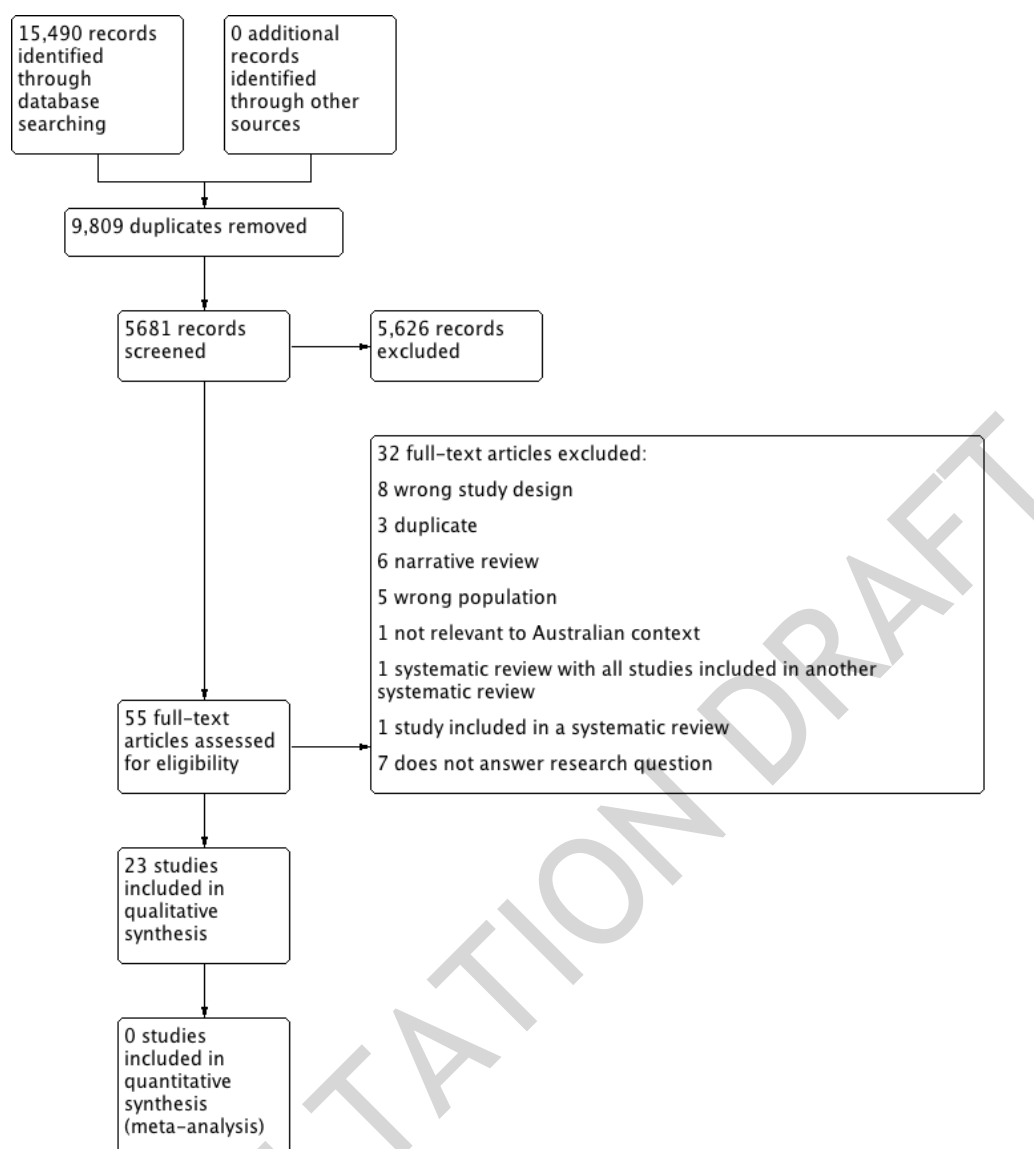 15,490 records
identified
through
database
searching
0 additional
records
identified
through other
sources
9,809 duplicates removed
5681 records
screened
5,626 records
excluded
32 full-text articles excluded:
8 wrong study design
3 duplicate
6 narrative review
5 wrong population
1 not relevant to Australian context
1 systematic review with all studies included in another
systematic review
1 study included in a systematic review
7 does not answer research question
55 full-text
articles assessed
for eligibility
23 studies
included in
qualitative
synthesis
0 studies
included in
quantitative
synthesis
(meta-analysis)
TATION DRAFT